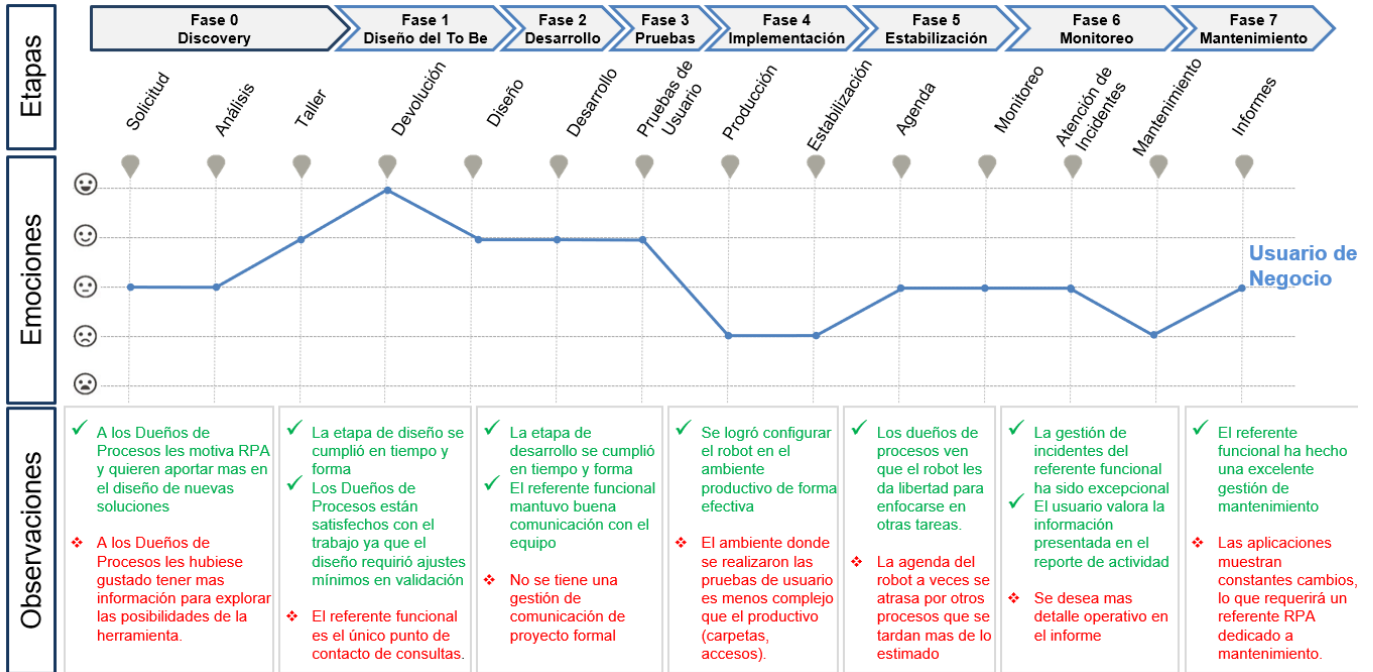 Etapas
Fase 0
Discovery
Fase 1
Diseño del To Be
Fase 2
Desarrollo
Fase 3
Pruebas
Fase 4
Implementación
Fase 5
Estabilización
Fase 6
Monitoreo
Fase 7
Mantenimiento
Solicitud
Análisis
Taller
Devolución
Diseño
Desarrollo
Pruebas de
Usuario
Producción
Estabilización
Agenda
Monitoreo
Atención de
Incidentes
Mantenimiento
Informes
Emociones
Usuario de
Negocio
Observaciones
A los Dueños de
Procesos les motiva RPA
y quieren aportar mas en
el diseño de nuevas
soluciones
A los Dueños de
Procesos les hubiese
gustado tener mas
información para explorar
las posibilidades de la
herramienta.
La etapa de diseño se
cumplió en tiempo y
forma
Los Dueños de
Procesos están
satisfechos con el
trabajo ya que el
diseño requirió ajustes
mínimos en validación
El referente funcional
es el único punto de
contacto de consultas.
La etapa de
desarrollo se cumplió
en tiempo y forma
El referente funcional
mantuvo buena
comunicación con el
equipo
No se tiene una
gestión de
comunicación de
proyecto formal
Se logró configurar
el robot en el
ambiente
productivo de forma
efectiva
El ambiente donde
se realizaron las
pruebas de usuario
es menos complejo
que el productivo
(carpetas,
accesos).
Los dueños de
procesos ven
que el robot les
da libertad para
enfocarse en
otras tareas.
La agenda del
robot a veces se
atrasa por otros
procesos que se
tardan mas de lo
estimado
La gestión de
incidentes del
referente funcional
ha sido excepcional
El usuario valora la
información
presentada en el
reporte de actividad
Se desea mas
detalle operativo en
el informe
El referente
funcional ha hecho
una excelente
gestión de
mantenimiento
Las aplicaciones
muestran
constantes cambios,
lo que requerirá un
referente RPA
dedicado a
mantenimiento.